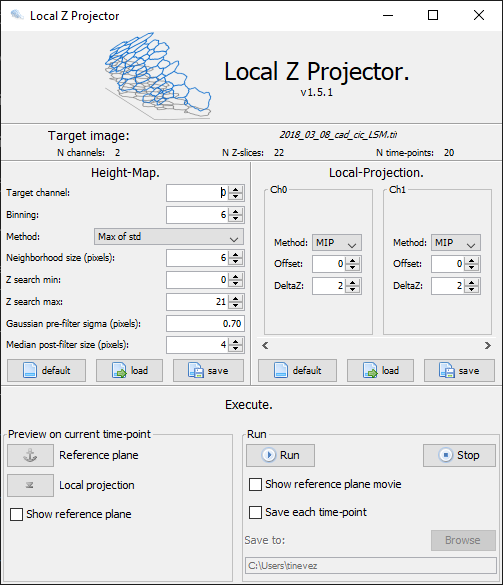 Local Z Projector
Local Z Projector.
v1.5.1
Target image: 2018_03_08_cad_cic_LSM.tif
N channels: 2 N Z-slices: 22 N time-points: 20
Height-Map.
Target channel: 0
Binning: 6
Method: Max of std
Neighborhood size (pixels): 6
Z search min: 0
Z search max: 21
Gaussian pre-filter sigma (pixels): 0.70
Median post-filter size (pixels): 4
default load save
Local-Projection.
Ch0
Method: MIP
Offset: 0
DeltaZ: 2
Ch1
Method: MIP
Offset: 0
DeltaZ: 2
default load save
Execute.
Preview on current time-point
Reference plane
Local projection
Show reference plane
Run
Run Stop
Show reference plane movie
Save each time-point
Save to: Browse
C:\Users\tinevez